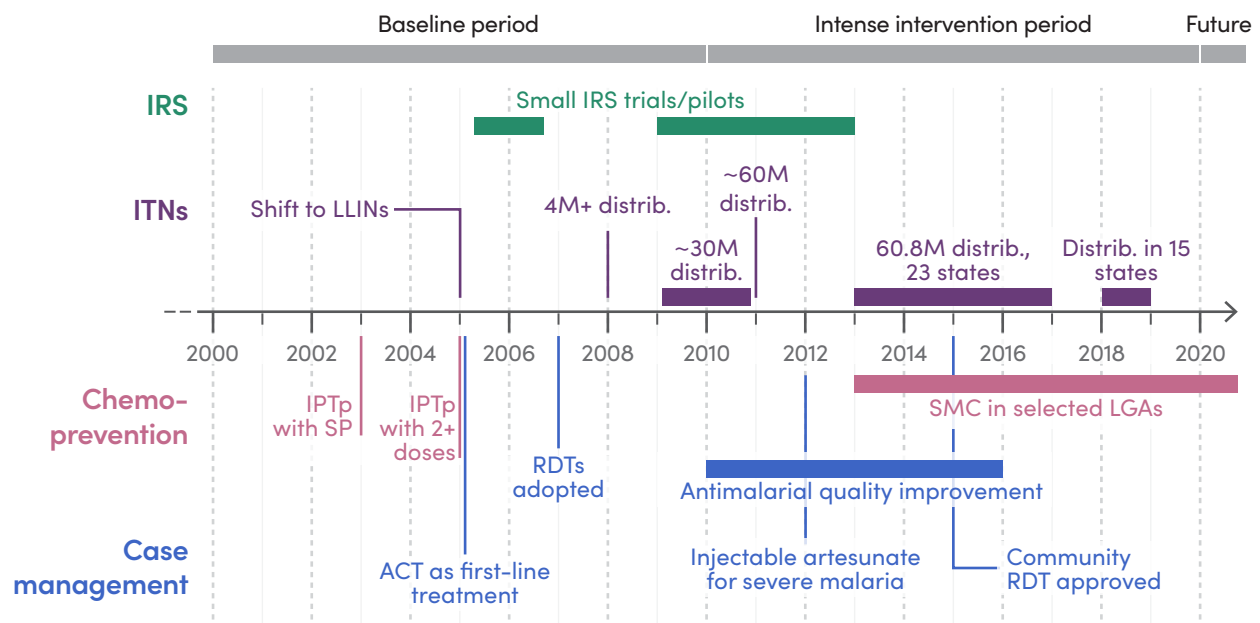 Baseline period
Intense intervention period
Future
IRS
Small IRS trials/pilots
ITNs
Shift to LLINs
4M+ distrib.
~30M
distrib.
~60M
distrib.
60.8M distrib.,
23 states
Distrib. in 15
states
2000
2002
2004
2006
2008
2010
2012
2014
2016
2018
2020
Chemo-
prevention
IPTp
with SP
IPTp
with 2+
doses
SMC in selected LGAs
Case
management
ACT as first-line
treatment
RDTs
adopted
Antimalarial quality improvement
Injectable artesunate
for severe malaria
Community
RDT approved